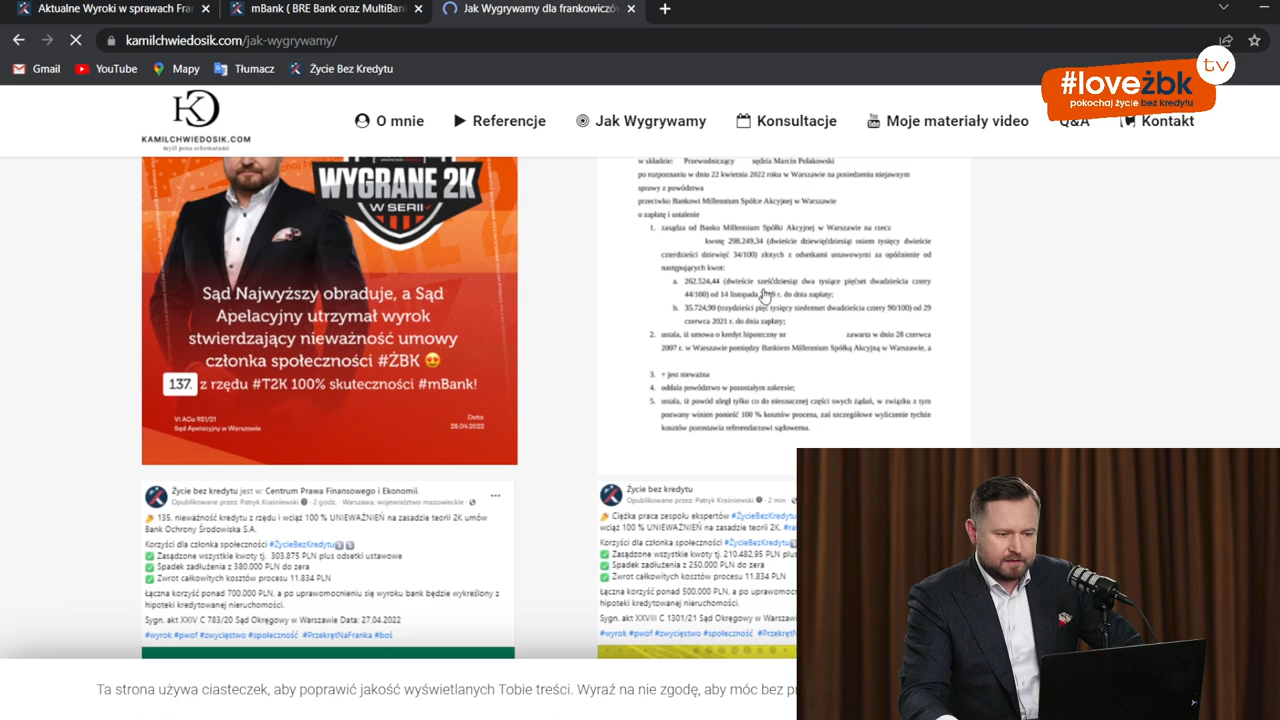 Aktualne Wyroki w sprawach Fran
mBank ( BRE Bank oraz MultiBank
Jak Wygrywamy dla frankowiczów
kamilchwiedosik.com/jak-wygrywamy/
Gmail
YouTube
Mapy
Tłumacz
Życie Bez Kredytu
tv
#loveżbk
pokochaj życie bez kredytu
KAMILCHWIEDOSIK.COM
myśl poza schematami
O mnie
Referencje
Jak Wygrywamy
Konsultacje
Moje materiały video
Q&A
Kontakt
WYGRANE 2K
W SERII
Sąd Najwyższy obraduje, a Sąd
Apelacyjny utrzymał wyrok
stwierdzający nieważność umowy
członka społeczności #ŻBK 🤩
137. z rzędu #T2K 100% skuteczności #mBank!
VI ACu 921/21
Sąd Apelacyjny w Warszawie
Data:
28.04.2022
w składzie: Przewodniczący sędzia Marcin Polakowski
po rozpoznaniu w dniu 22 kwietnia 2022 roku w Warszawie na posiedzeniu niejawnym
sprawy z powództwa
przeciwko Bankowi Millennium Spółce Akcyjnej w Warszawie
o zapłatę i ustalenie
1. zasądza od Banku Millennium Spółki Akcyjnej w Warszawie na rzecz
kwotę 298.249,34 (dwieście dziewięćdziesiąt osiem tysięcy dwieście
czterdzieści dziewięć 34/100) złotych z odsetkami ustawowymi za opóźnienie od
następujących kwot:
a. 262.524,44 (dwieście sześćdziesiąt dwa tysiące pięćset dwadzieścia cztery
44/100) od 14 listopada 9 r. do dnia zapłaty;
b. 35.724,90 (trzydzieści pięć tysięcy siedemset dwadzieścia cztery 90/100) od 29
czerwca 2021 r. do dnia zapłaty;
2. ustala, iż umowa o kredyt hipoteczny nr zawarta w dniu 28 czerwca
2007 r. w Warszawie pomiędzy Bankiem Millennium Spółką Akcyjną w Warszawie, a
3. + jest nieważna
4. oddala powództwo w pozostałym zakresie;
5. ustala, iż powód uległ tylko co do nieznacznej części swych żądań, w związku z tym
pozwany winien ponieść 100 % kosztów procesu, zaś szczegółowe wyliczenie tychże
kosztów pozostawia referendarzowi sądowemu.
Życie bez kredytu jest w: Centrum Prawa Finansowego i Ekonomii.
Opublikowane przez: Patryk Kraśniewski · 2 godz. · Warszawa, województwo mazowieckie ·
135. nieważność kredytu z rzędu i wciąż 100 % UNIEWAŻNIEŃ na zasadzie teorii 2K umów
Bank Ochrony Środowiska S.A.
Korzyści dla członka społeczności #ŻycieBezKredytu
Zasądzone wszystkie kwoty tj. 303.875 PLN plus odsetki ustawowe
Spadek zadłużenia z 380.000 PLN do zera
Zwrot całkowitych kosztów procesu 11.834 PLN
Łączna korzyść ponad 700.000 PLN, a po uprawomocnieniu się wyroku bank będzie wykreślony z
hipoteki kredytowanej nieruchomości.
Sygn. akt XXIV C 783/20 Sąd Okręgowy w Warszawie Data: 27.04.2022
#wyrok #pwof #zwycięstwo #społeczność #PrzekrętNaFranka #boś
Życie bez kredytu
Opublikowane przez: Patryk Kraśniewski · 2 min ·
Ciężka praca zespołu ekspertów #ŻycieBezKredytu
wciąż 100 % UNIEWAŻNIEŃ na zasadzie teorii 2K.
Korzyści dla członka społeczności #ŻycieBezKredytu
Zasądzone wszystkie kwoty tj. 210.482,95 PLN plus
Spadek zadłużenia z 250.000 PLN do zera
Zwrot całkowitych kosztów procesu 11.834 PLN
Łączna korzyść ponad 500.000 PLN, a po uprawomoc
hipoteki kredytowanej nieruchomości.
Sygn. akt XXVIII C 1301/21 Sąd Okręgowy w Warszaw
#wyrok #pwof #zwycięstwo #społeczność #Przekręt
Ta strona używa ciasteczek, aby poprawić jakość wyświetlanych Tobie treści. Wyraź na nie zgodę, aby móc bez